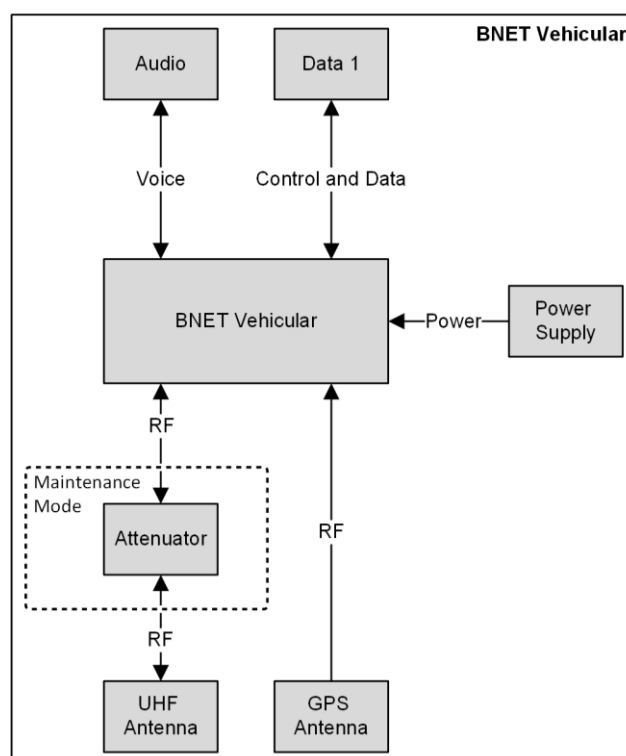 BNET Vehicular
Audio
Data 1
Voice
Control and Data
BNET Vehicular
Power
Power
Supply
RF
Maintenance
Mode
Attenuator
RF
RF
UHF
Antenna
GPS
Antenna